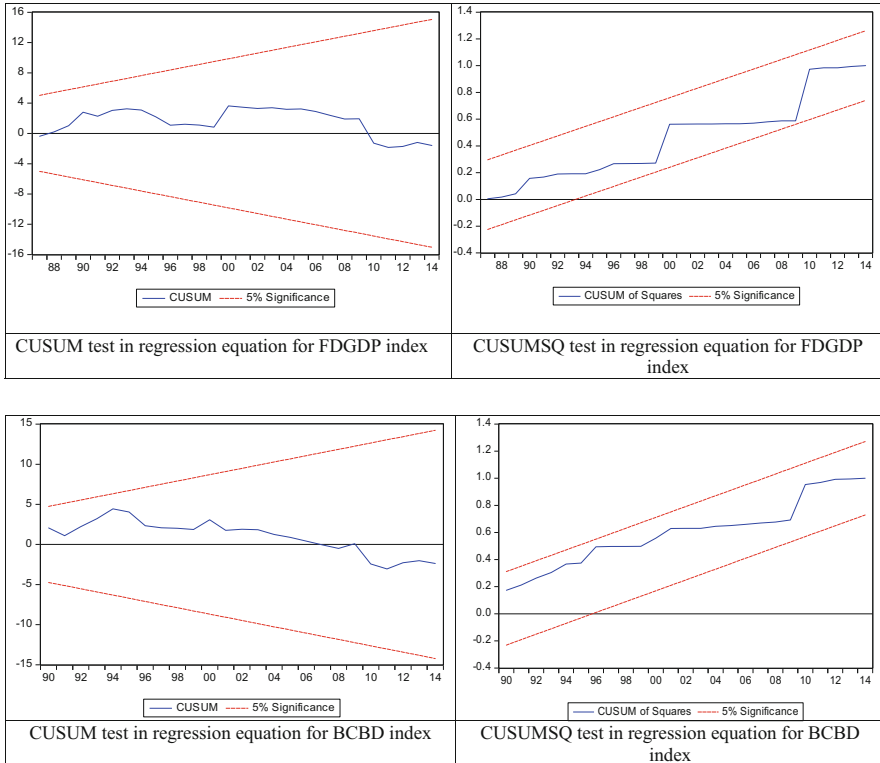 16
12
8
4
0
-4
-8
-12
-16
88 90 92 94 96 98 00 02 04 06 08 10 12 14
CUSUM 5% Significance
1.4
1.2
1.0
0.8
0.6
0.4
0.2
0.0
-0.2
-0.4
88 90 92 94 96 98 00 02 04 06 08 10 12 14
CUSUM of Squares 5% Significance
CUSUM test in regression equation for FDGDP index
CUSUMSQ test in regression equation for FDGDP
index
15
10
5
0
-5
-10
-15
90 92 94 96 98 00 02 04 06 08 10 12 14
CUSUM 5% Significance
1.4
1.2
1.0
0.8
0.6
0.4
0.2
0.0
-0.2
-0.4
90 92 94 96 98 00 02 04 06 08 10 12 14
CUSUM of Squares 5% Significance
CUSUM test in regression equation for BCBD index
CUSUMSQ test in regression equation for BCBD
index